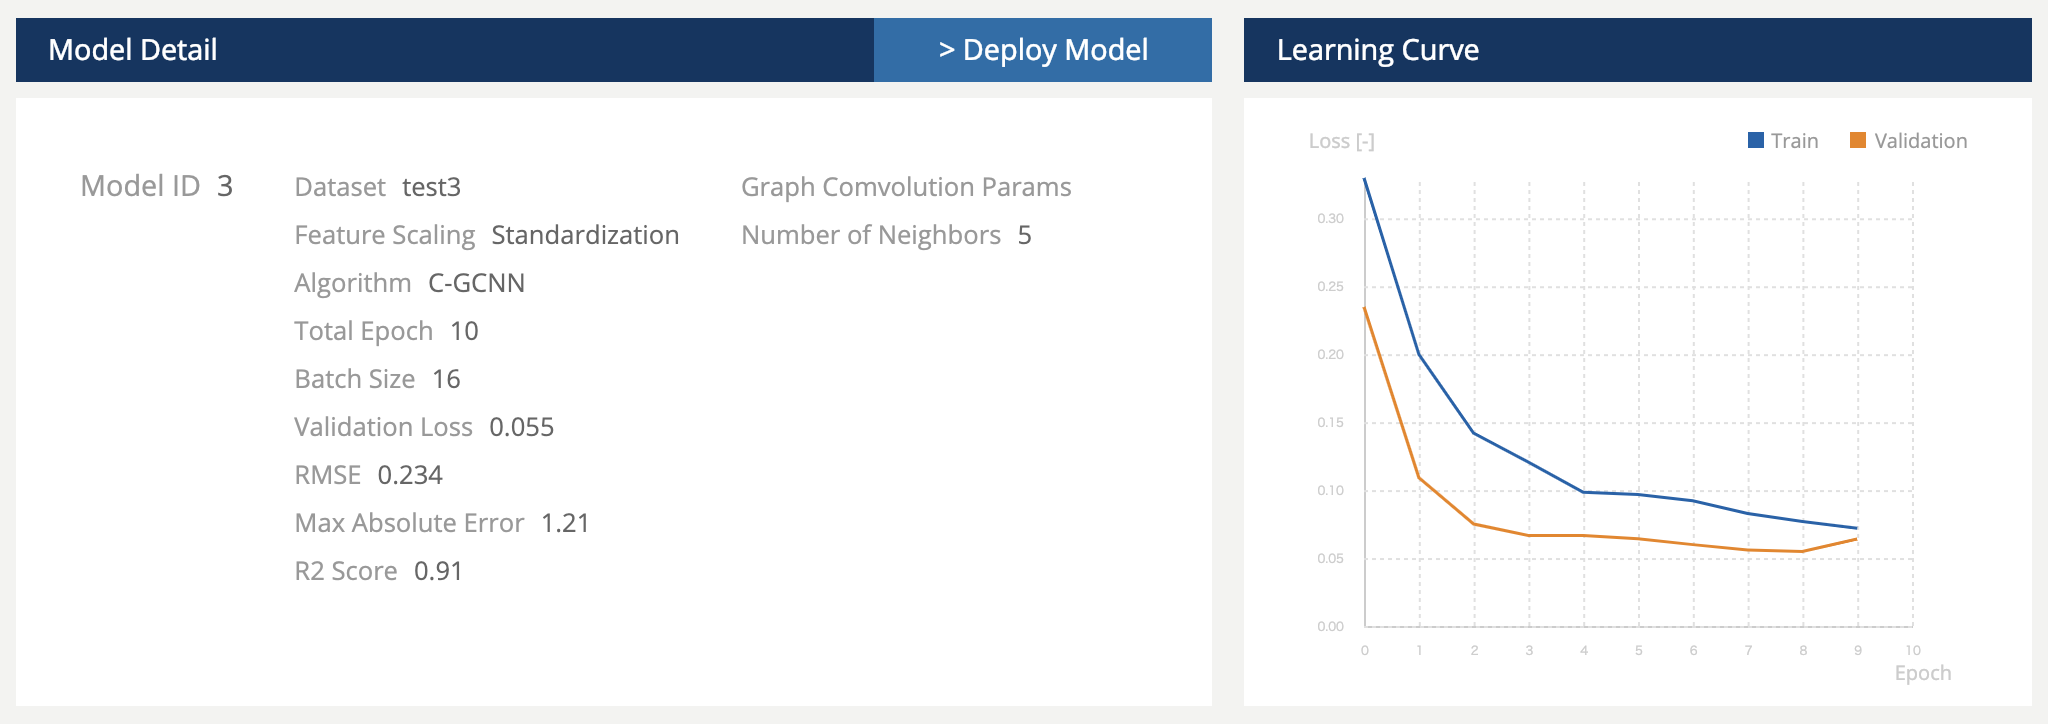 Model Detail
> Deploy Model
Model ID 3
Dataset test3
Feature Scaling Standardization
Algorithm C-GCNN
Total Epoch 10
Batch Size 16
Validation Loss 0.055
RMSE 0.234
Max Absolute Error 1.21
R2 Score 0.91
Graph Comvolution Params
Number of Neighbors 5
Learning Curve
Loss [-]
Train Validation
0.30
0.25
0.20
0.15
0.10
0.05
0.00
0 1 2 3 4 5 6 7 8 9 10
Epoch